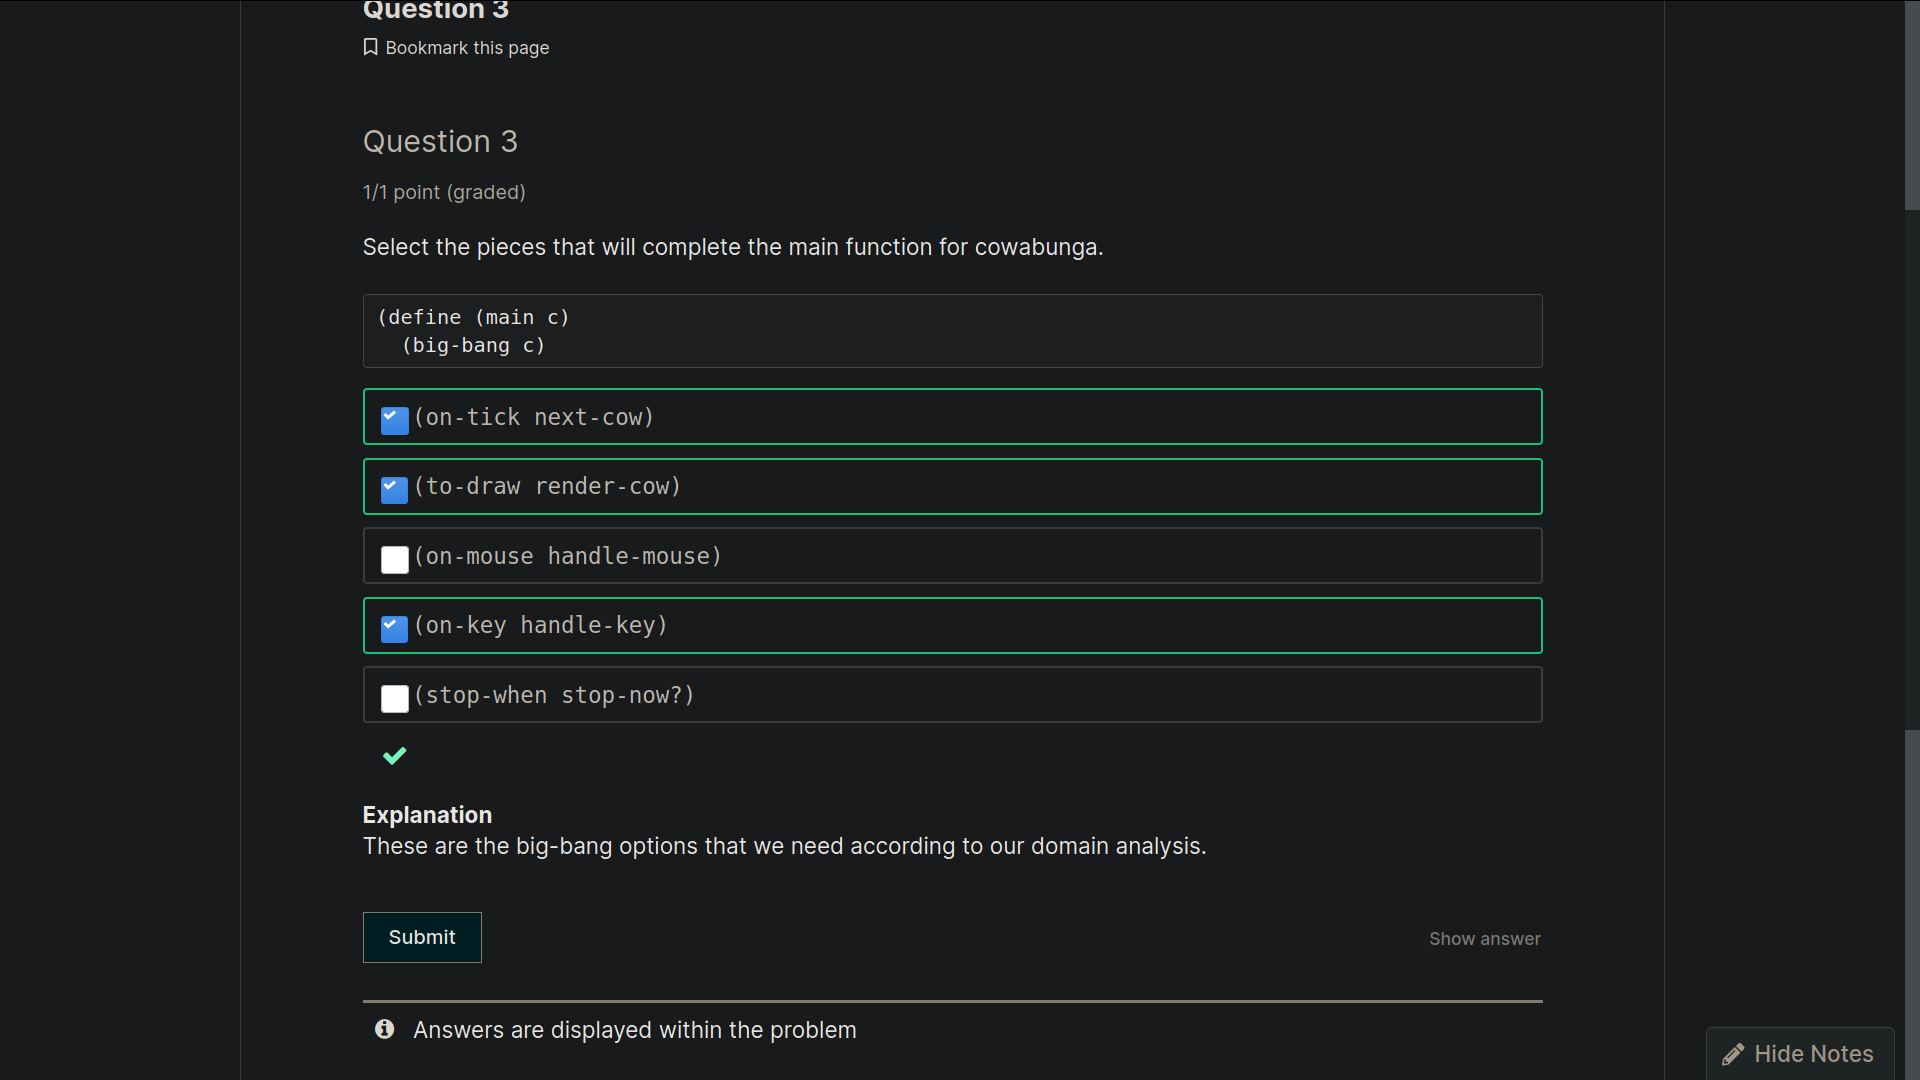 Question 3
Bookmark this page
Question 3
1/1 point (graded)
Select the pieces that will complete the main function for cowabunga.
(define (main c)
  (big-bang c)
(on-tick next-cow)
(to-draw render-cow)
(on-mouse handle-mouse)
(on-key handle-key)
(stop-when stop-now?)
Explanation
These are the big-bang options that we need according to our domain analysis.
Submit
Show answer
Answers are displayed within the problem
Hide Notes